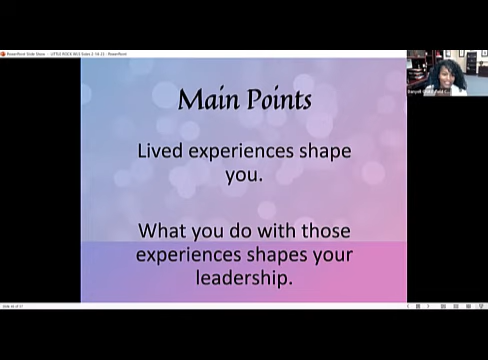 Main Points
Lived experiences shape
you.
What you do with those
experiences shapes your
leadership.